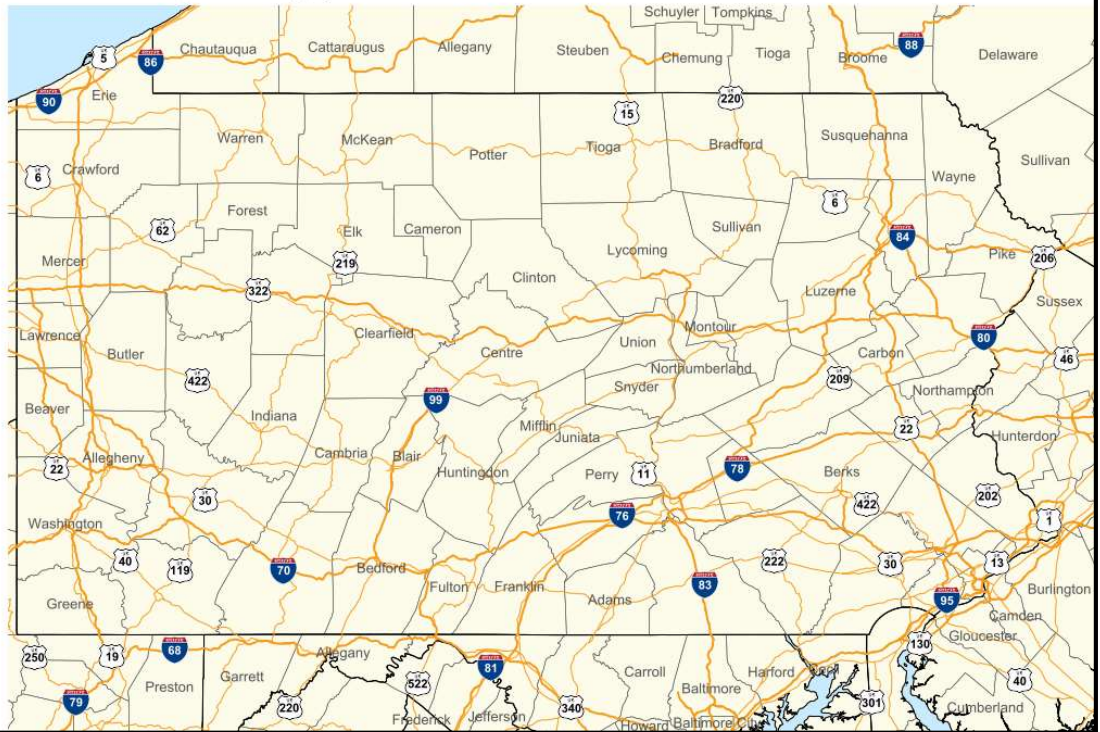 Schuyler Tompkins
5
86
Chautauqua
Cattaraugus
Allegany
Steuben
Chemung
Tioga
Broome
88
Delaware
90
Erie
220
15
Warren
McKean
Potter
Tioga
Bradford
Susquehanna
Sullivan
6
Crawford
Wayne
62
Forest
Elk
Cameron
Sullivan
6
84
Lycoming
Pike
206
Mercer
219
322
Clinton
Luzerne
Sussex
Lawrence
Clearfield
Montour
80
Butler
Centre
Union
Carbon
46
422
Northumberland
209
Snyder
Northampton
Beaver
99
Indiana
Mifflin
22
Hunterdon
Juniata
22
Allegheny
Cambria
Blair
Huntingdon
Perry
11
78
Berks
30
76
422
202
Washington
1
40
119
70
Bedford
Fulton
Franklin
83
222
30
13
Greene
Adams
95
Burlington
Camden
Gloucester
250
19
68
Allegany
81
130
79
Preston
Garrett
522
Carroll
Harford
Cecil
40
220
Frederick
Jefferson
340
Howard
Baltimore
Baltimore City
301
Cumberland